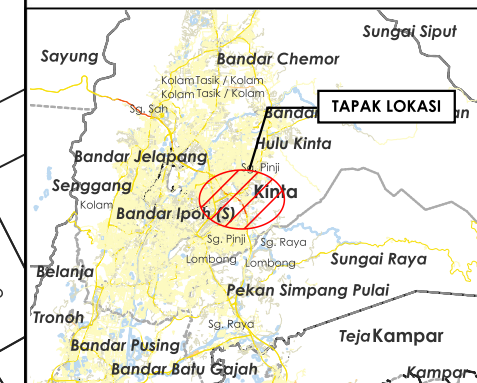 Sungai Siput
Sayung
Bandar Chemor
Kolam Tasik / Kolam
Kolam Tasik / Kolam
Sg. Sah
TAPAK LOKASI
Hulu Kinta
Bandar Jelapang
Sg. Pinji
Senggang
Kinta
Kolam
Bandar Ipoh (S)
Sg. Pinji
Sg. Raya
Lombong
Lombong
Sungai Raya
Belanja
Pekan Simpang Pulai
Tronoh
Sg. Raya
Teja Kampar
Bandar Pusing
Bandar Batu Gajah
Kampar